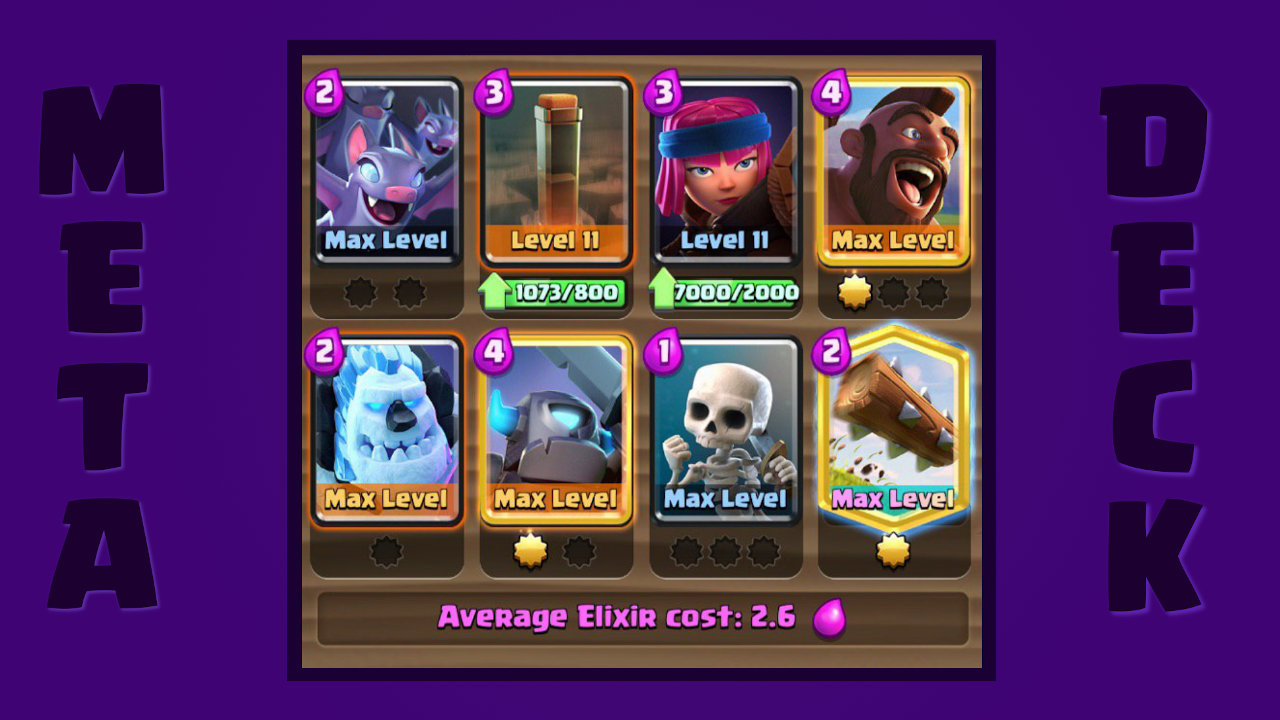 META
DECK
2
3
3
4
Max Level
Level 11
Level 11
Max Level
1073/800
7000/2000
2
4
1
2
Max Level
Max Level
Max Level
Max Level
Average Elixir cost: 2.6